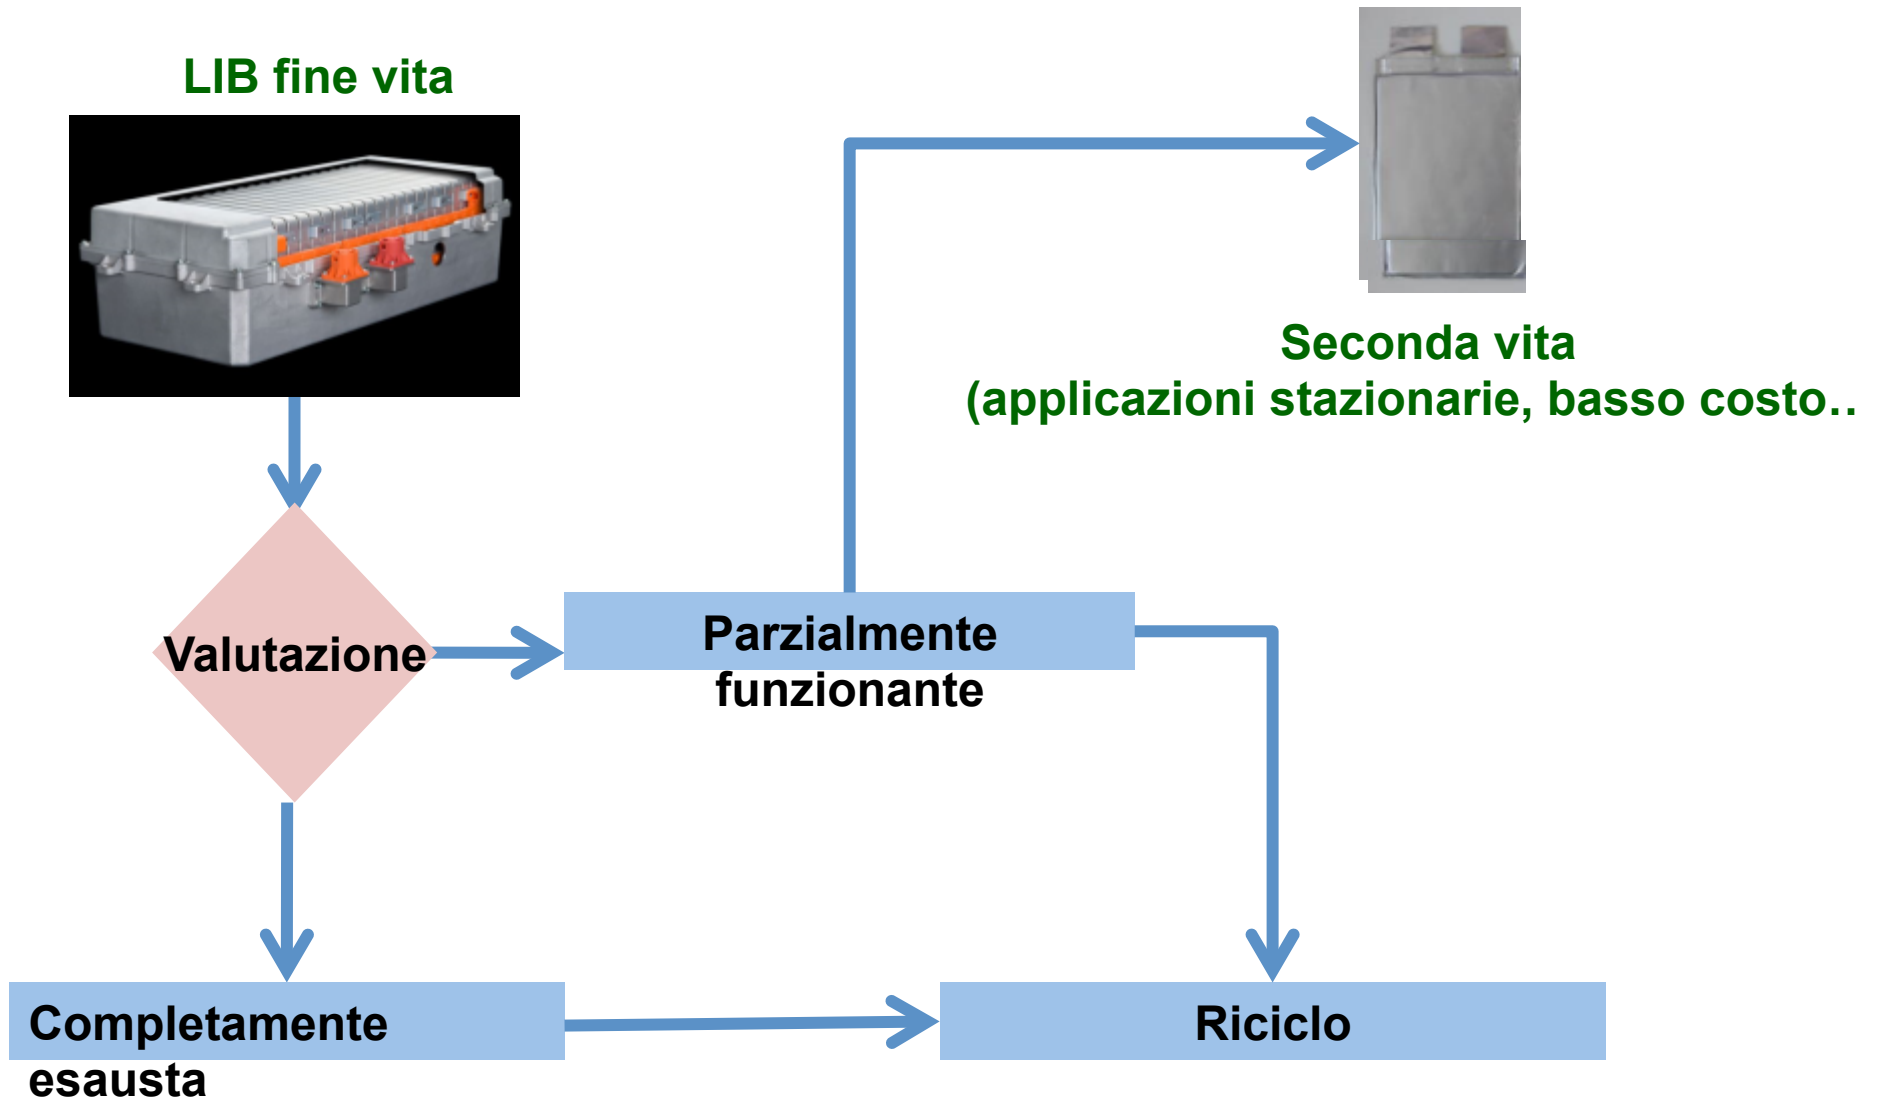 LIB fine vita
Seconda vita
(applicazioni stazionarie, basso costo..
Valutazione
Parzialmente
funzionante
Completamente
esausta
Riciclo